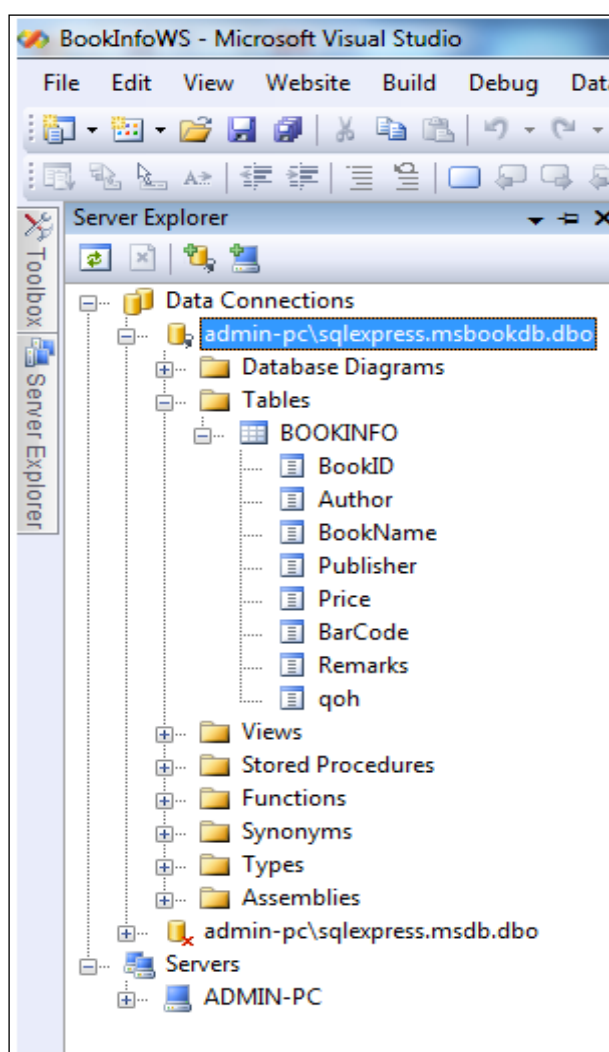 BookInfoWS - Microsoft Visual Studio
File Edit View Website Build Debug Data
Server Explorer
Toolbox
Server Explorer
Data Connections
admin-pc\sqlexpress.msbookdb.dbo
Database Diagrams
Tables
BOOKINFO
BookID
Author
BookName
Publisher
Price
BarCode
Remarks
qoh
Views
Stored Procedures
Functions
Synonyms
Types
Assemblies
admin-pc\sqlexpress.msdb.dbo
Servers
ADMIN-PC